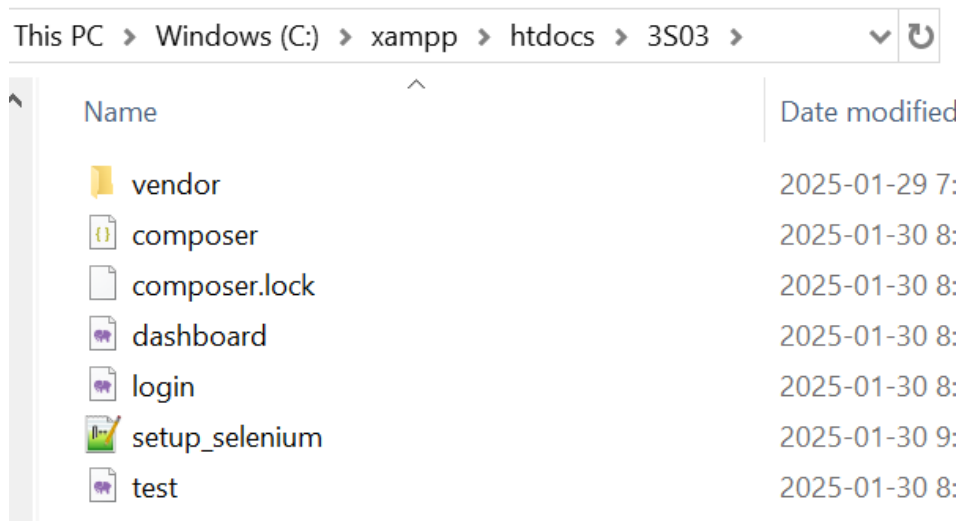 This PC > Windows (C:) > xampp > htdocs > 3S03 >
Name Date modified
vendor 2025-01-29 7:
composer 2025-01-30 8:
composer.lock 2025-01-30 8:
dashboard 2025-01-30 8:
login 2025-01-30 8:
setup_selenium 2025-01-30 9:
test 2025-01-30 8: